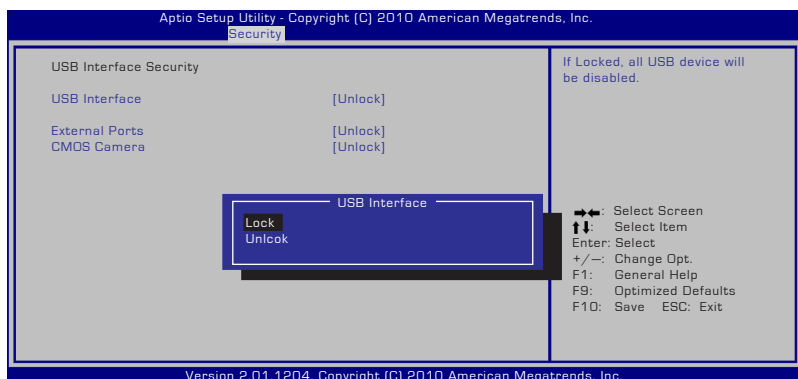 Aptio Setup Utility - Copyright (C) 2010 American Megatrends, Inc.
Security
USB Interface Security
USB Interface [Unlock]
External Ports [Unlock]
CMOS Camera [Unlock]
If Locked, all USB device will
be disabled.
USB Interface
Lock
Unlcok
→←: Select Screen
↑↓: Select Item
Enter: Select
+/—: Change Opt.
F1: General Help
F9: Optimized Defaults
F10: Save ESC: Exit
Version 2.01.1204. Copyright (C) 2010 American Megatrends, Inc.